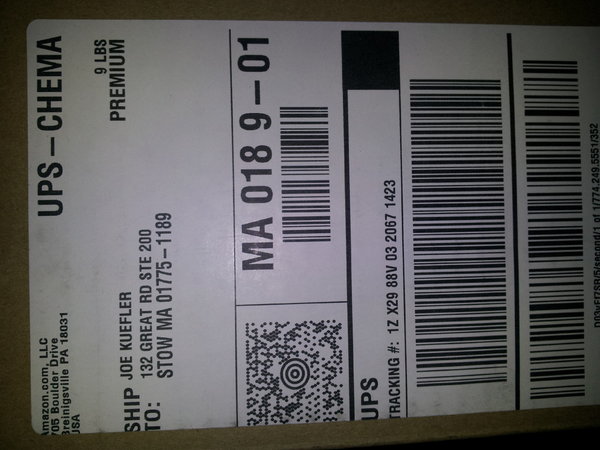 Amazon.com, LLC
705 Boulder Drive
Breinigsville PA 18031
USA
UPS-CHEMA
9 LBS
PREMIUM
SHIP
TO:
JOE KUEFLER
132 GREAT RD STE 200
STOW MA 01775-1189
MA 018 9-01
UPS
TRACKING #: 1Z X29 88V 03 2067 1423